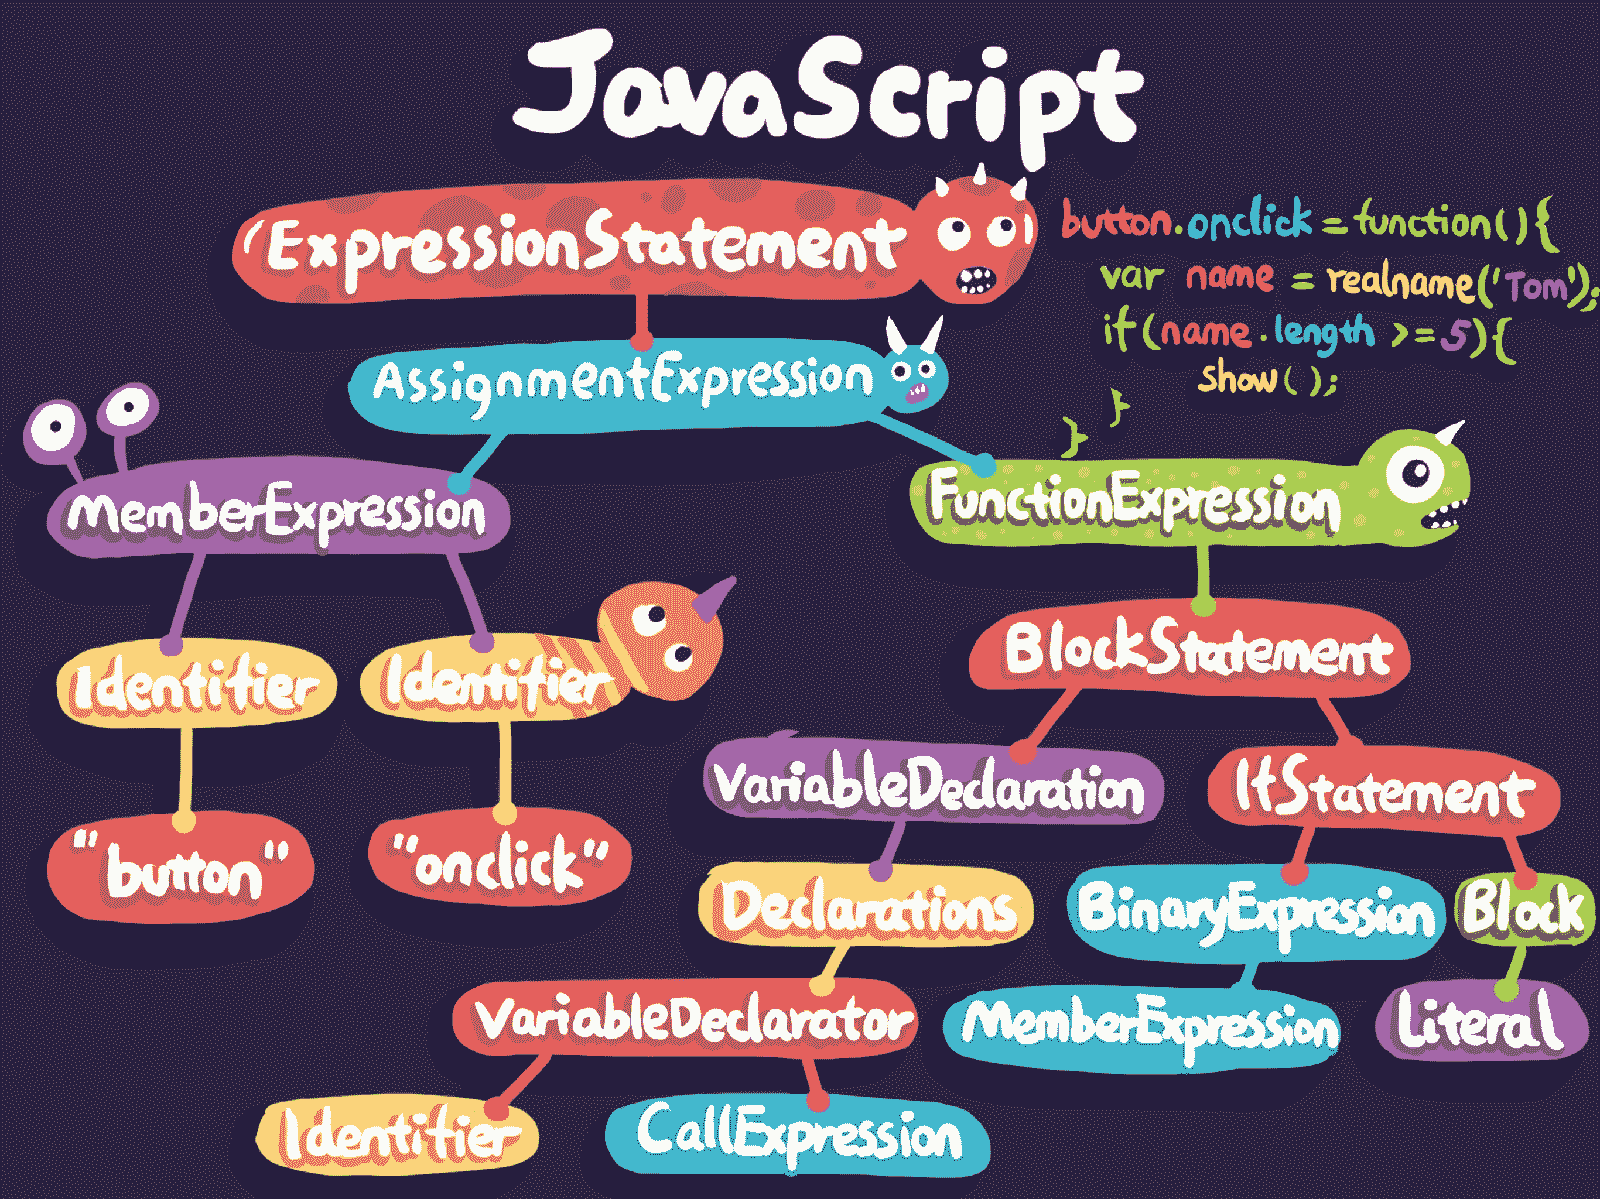 JavaScript
ExpressionStatement
button.onclick = function() {
var name = realname('Tom');
if (name.length >= 5) {
show();
}
}
AssignmentExpression
MemberExpression
FunctionExpression
Identifier
Identifier
BlockStatement
"button"
"onclick"
VariableDeclaration
IfStatement
Declarations
BinaryExpression
Block
VariableDeclarator
MemberExpression
Literal
Identifier
CallExpression